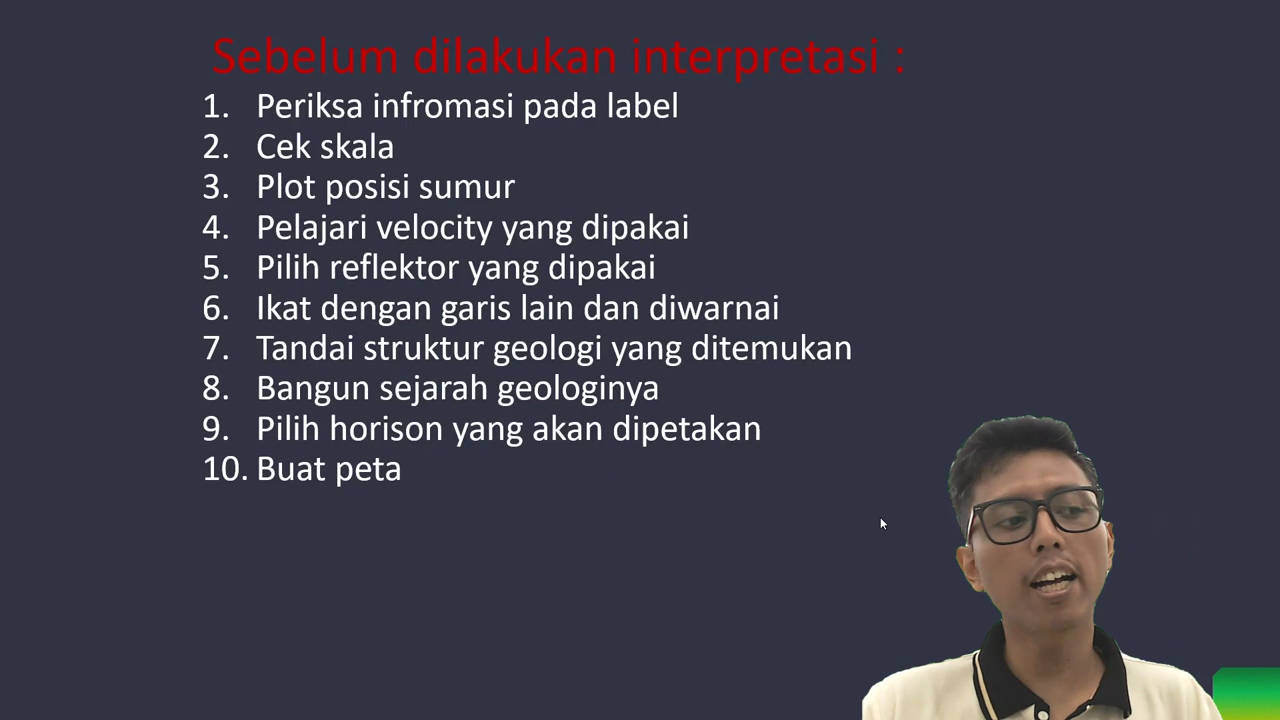 Sebelum dilakukan interpretasi :
1. Periksa infromasi pada label
2. Cek skala
3. Plot posisi sumur
4. Pelajari velocity yang dipakai
5. Pilih reflektor yang dipakai
6. Ikat dengan garis lain dan diwarnai
7. Tandai struktur geologi yang ditemukan
8. Bangun sejarah geologinya
9. Pilih horison yang akan dipetakan
10. Buat peta